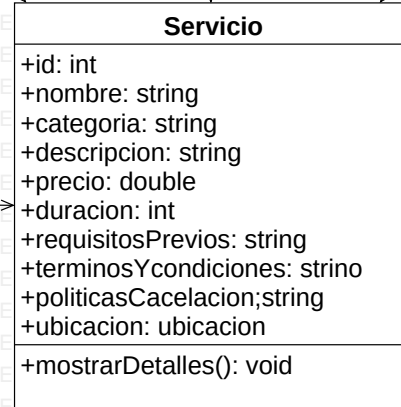 Servicio
+id: int
+nombre: string
+categoria: string
+descripcion: string
+precio: double
+duracion: int
+requisitosPrevios: string
+terminosYcondiciones: strino
+politicasCacelacion;string
+ubicacion: ubicacion
+mostrarDetalles(): void